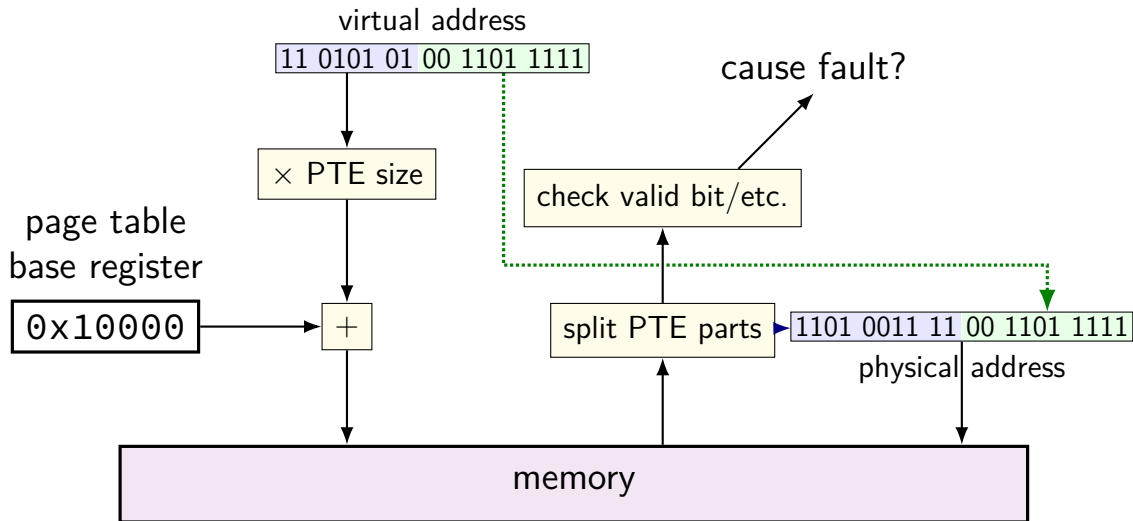 virtual address
11 0101 01 00 1101 1111
cause fault?
× PTE size
check valid bit/etc.
page table
base register
0x10000
+
split PTE parts
1101 0011 11 00 1101 1111
physical address
memory